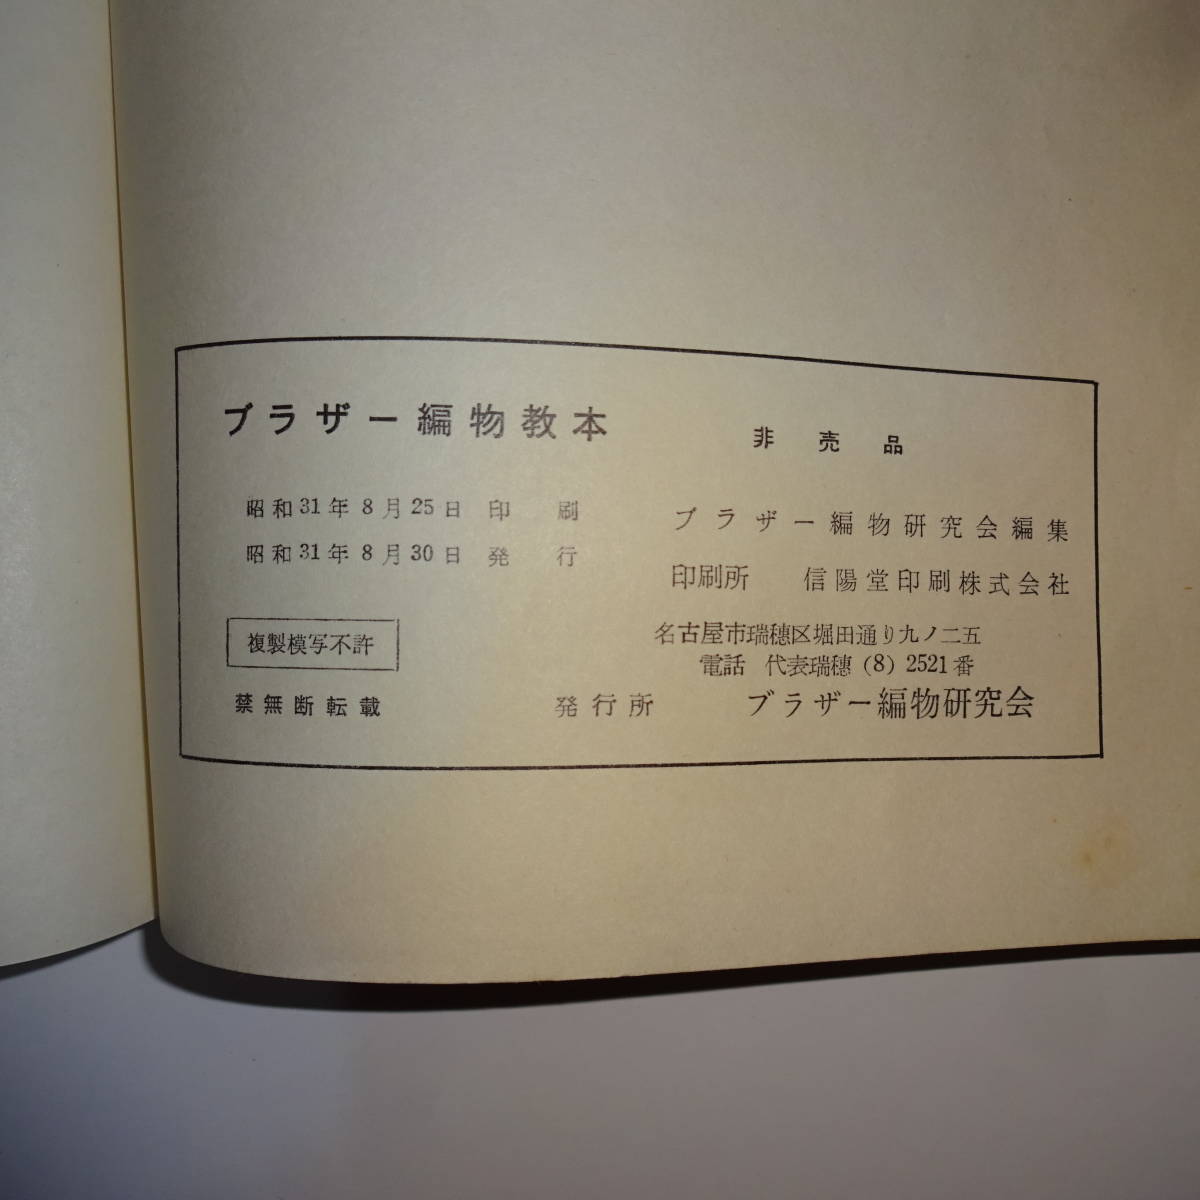 ブラザー編物教本
非売品
昭和31年8月25日 印刷
昭和31年8月30日 発行
ブラザー編物研究会編集
印刷所 信陽堂印刷株式会社
複製模写不許
禁無断転載
名古屋市瑞穂区堀田通り九ノ二五
電話 代表瑞穂(8)2521番
発行所 ブラザー編物研究会